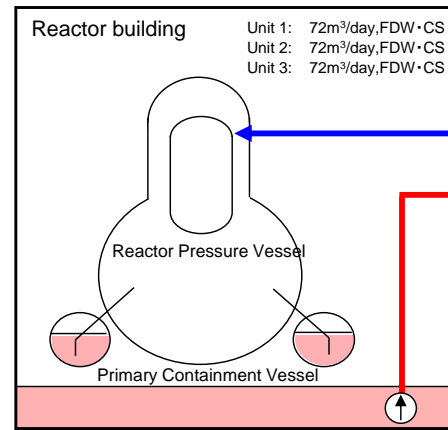 Reactor building
Unit 1: 72m³/day,FDW・CS
Unit 2: 72m³/day,FDW・CS
Unit 3: 72m³/day,FDW・CS
Reactor Pressure Vessel
Primary Containment Vessel